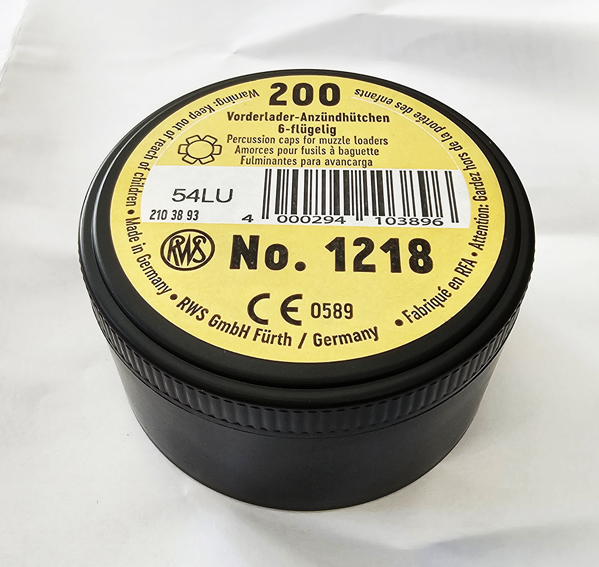 200
Vorderlader-Anzündhütchen
6-flügelig
Percussion caps for muzzle loaders
Amorces pour fusils à baguette
Fulminantes para avancarga
54LU
210 38 93
4 000294 103896
RWS
No. 1218
CE 0589
Warning: Keep out of reach of children • Made in Germany • RWS GmbH Fürth / Germany • Fabriqué en RFA • Attention: Gardez hors de la portée des enfants